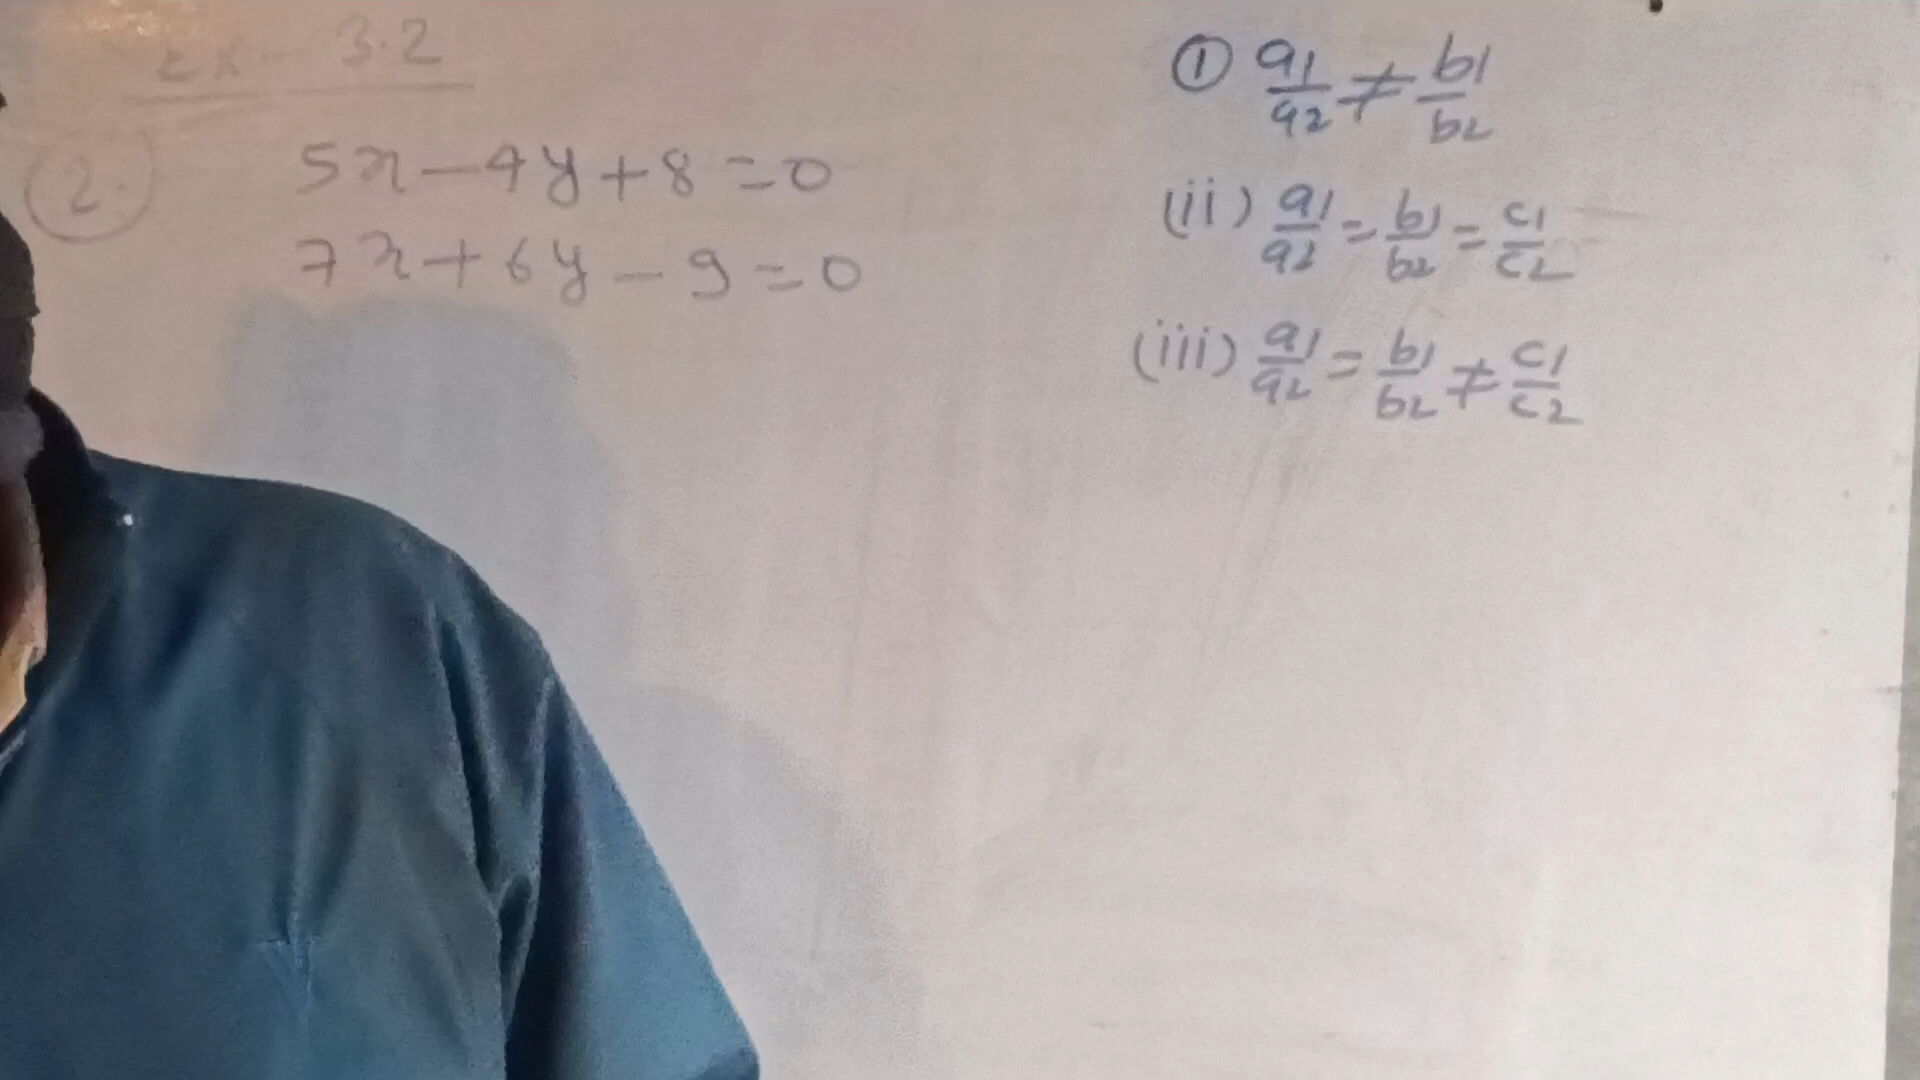 Ex - 3.2
2. 5x - 4y + 8 = 0
7x + 6y - 9 = 0
① a1/a2 ≠ b1/b2
(ii) a1/a2 = b1/b2 = c1/c2
(iii) a1/a2 = b1/b2 ≠ c1/c2